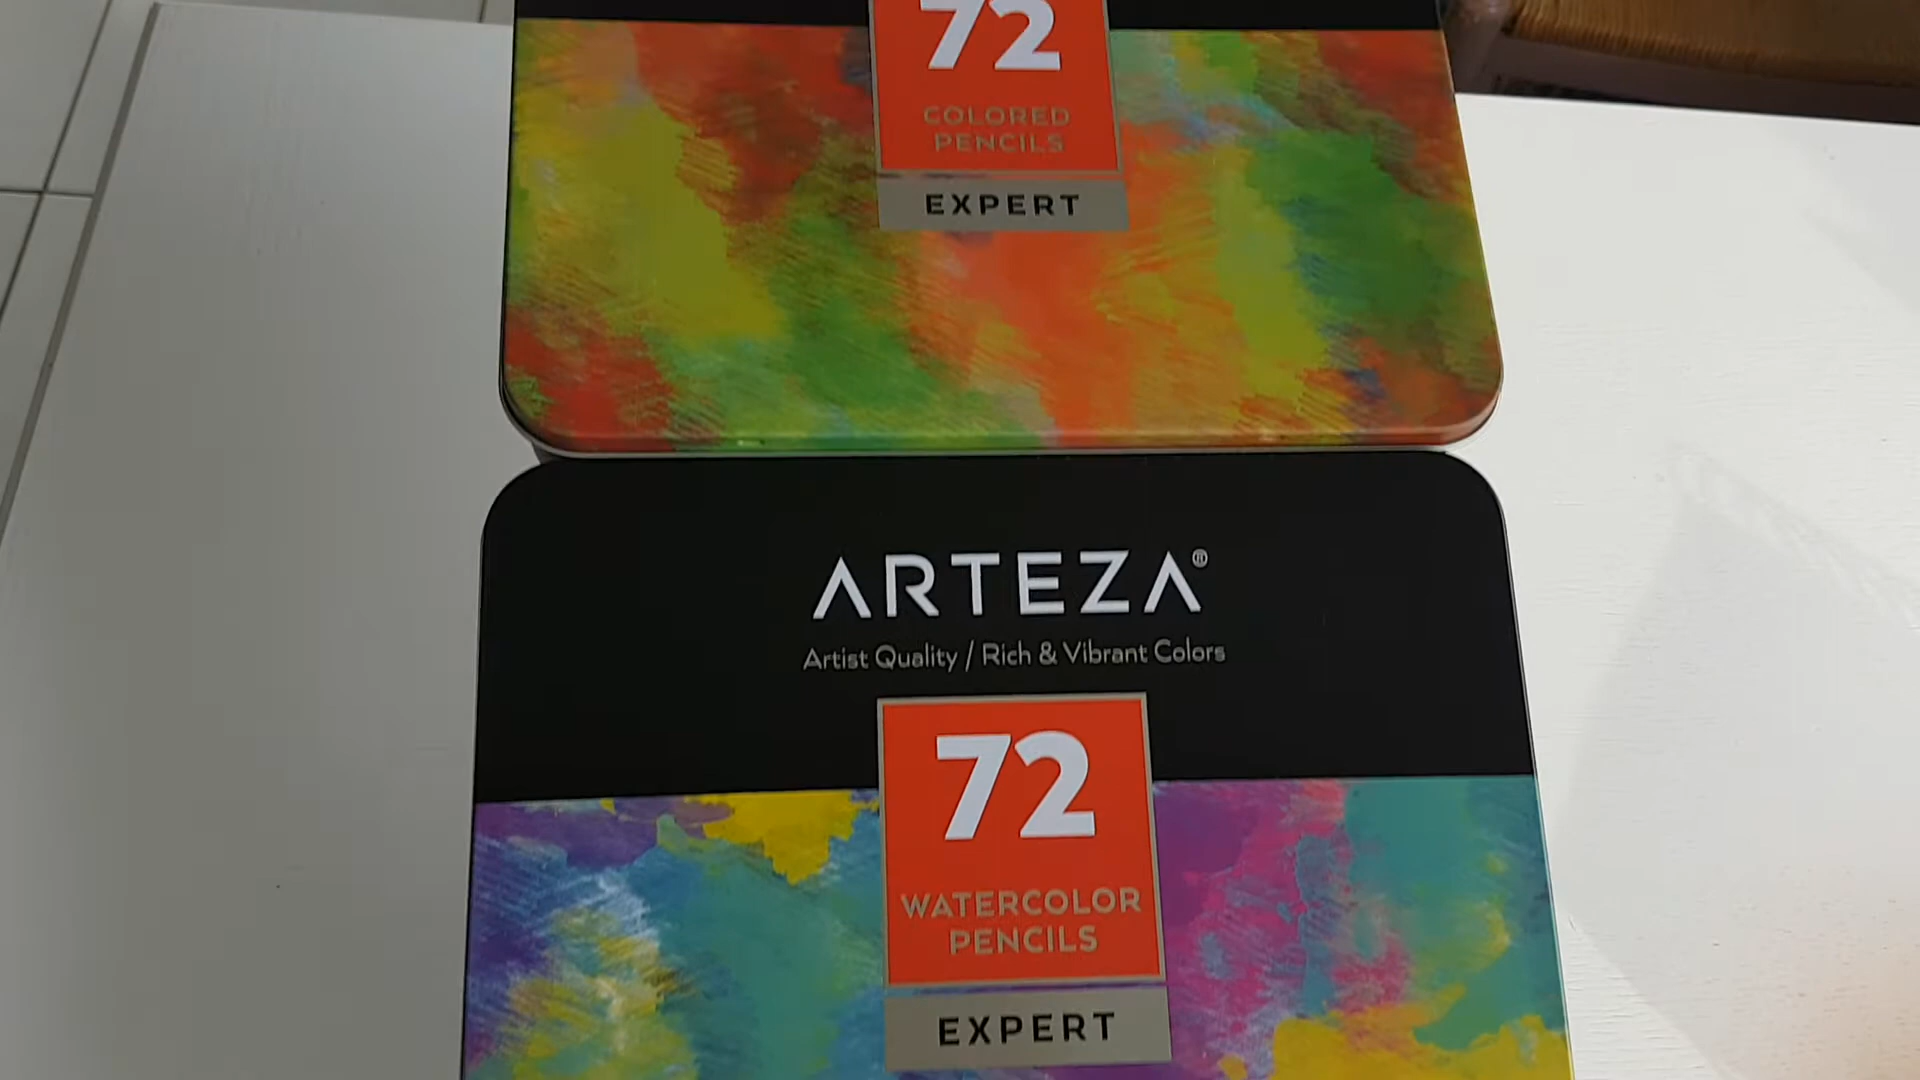 72
COLORED
PENCILS
EXPERT
ARTEZA®
Artist Quality / Rich & Vibrant Colors
72
WATERCOLOR
PENCILS
EXPERT